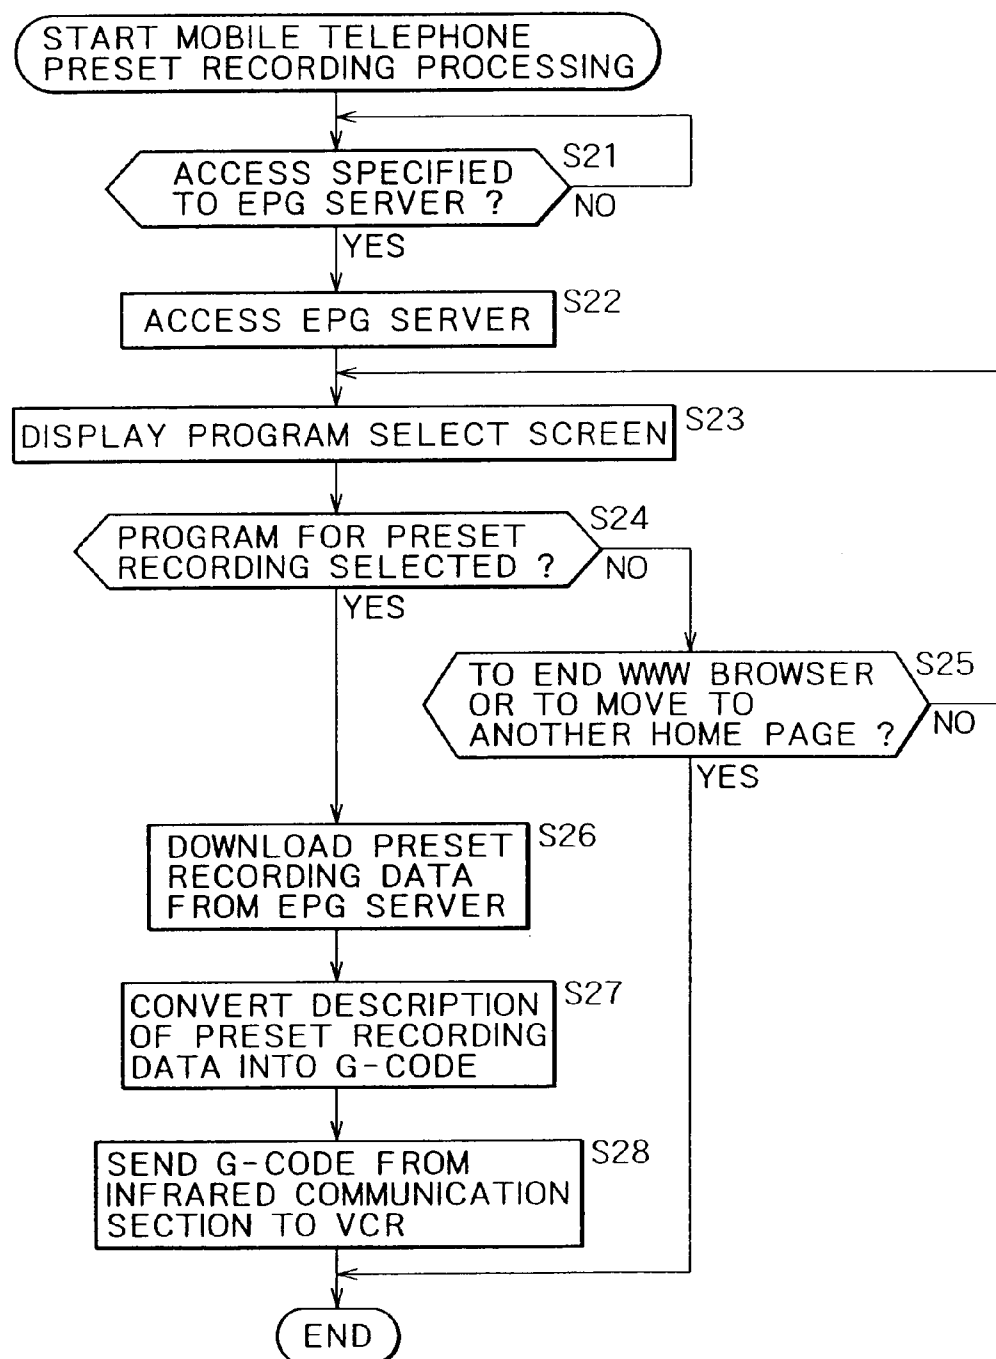 START MOBILE TELEPHONE
PRESET RECORDING PROCESSING
S21
ACCESS SPECIFIED
TO EPG SERVER ?
NO
YES
S22
ACCESS EPG SERVER
S23
DISPLAY PROGRAM SELECT SCREEN
S24
PROGRAM FOR PRESET
RECORDING SELECTED ?
NO
YES
S25
TO END WWW BROWSER
OR TO MOVE TO
ANOTHER HOME PAGE ?
NO
YES
S26
DOWNLOAD PRESET
RECORDING DATA
FROM EPG SERVER
S27
CONVERT DESCRIPTION
OF PRESET RECORDING
DATA INTO G-CODE
S28
SEND G-CODE FROM
INFRARED COMMUNICATION
SECTION TO VCR
END